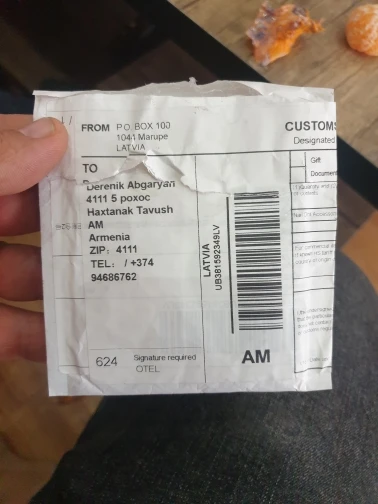 FROM P.O. BOX 100
1041 Marupe
LATVIA
CUSTOMS
Designated
Gift
Document
TO
Derenik Abgaryan
4111 5 poxoc
Haxtanak Tavush
AM
Armenia
ZIP: 4111
TEL: / +374
94686762
LATVIA
UB381592349LV
624 Signature required
OTEL
AM